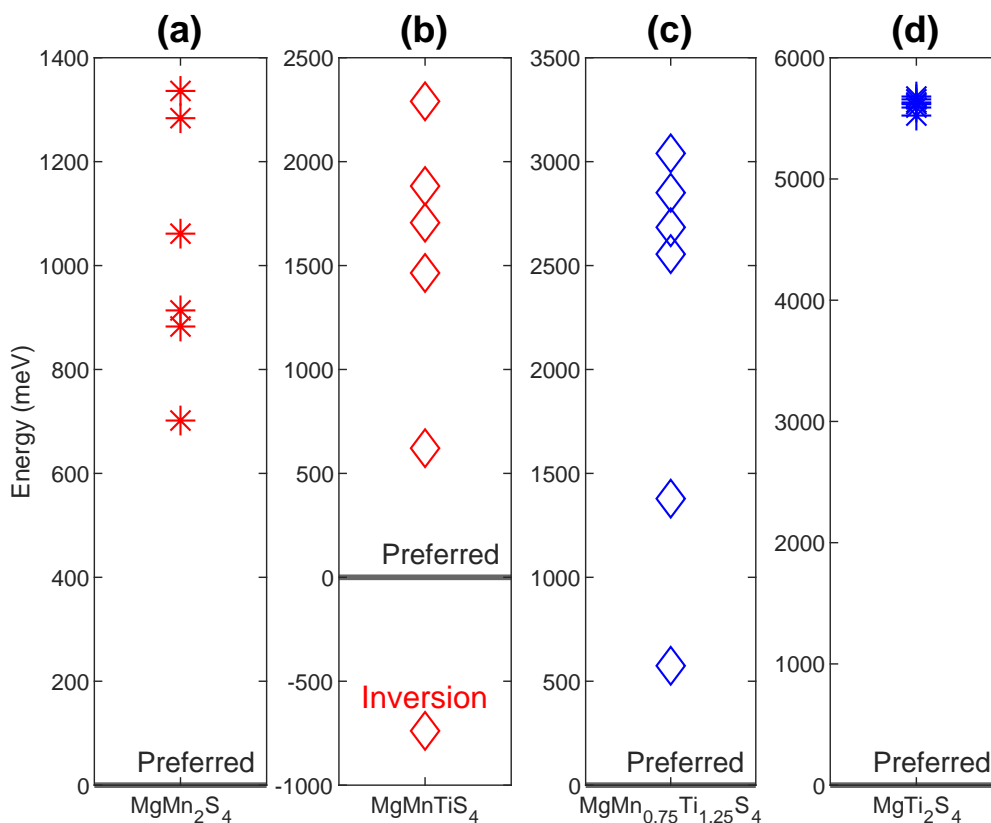 (a)
(b)
(c)
(d)
Energy (meV)
1400
1200
1000
800
600
400
200
0
Preferred
MgMn2S4
2500
2000
1500
1000
500
0
-500
-1000
Preferred
Inversion
MgMnTiS4
3500
3000
2500
2000
1500
1000
500
0
Preferred
MgMn0.75Ti1.25S4
6000
5000
4000
3000
2000
1000
0
Preferred
MgTi2S4